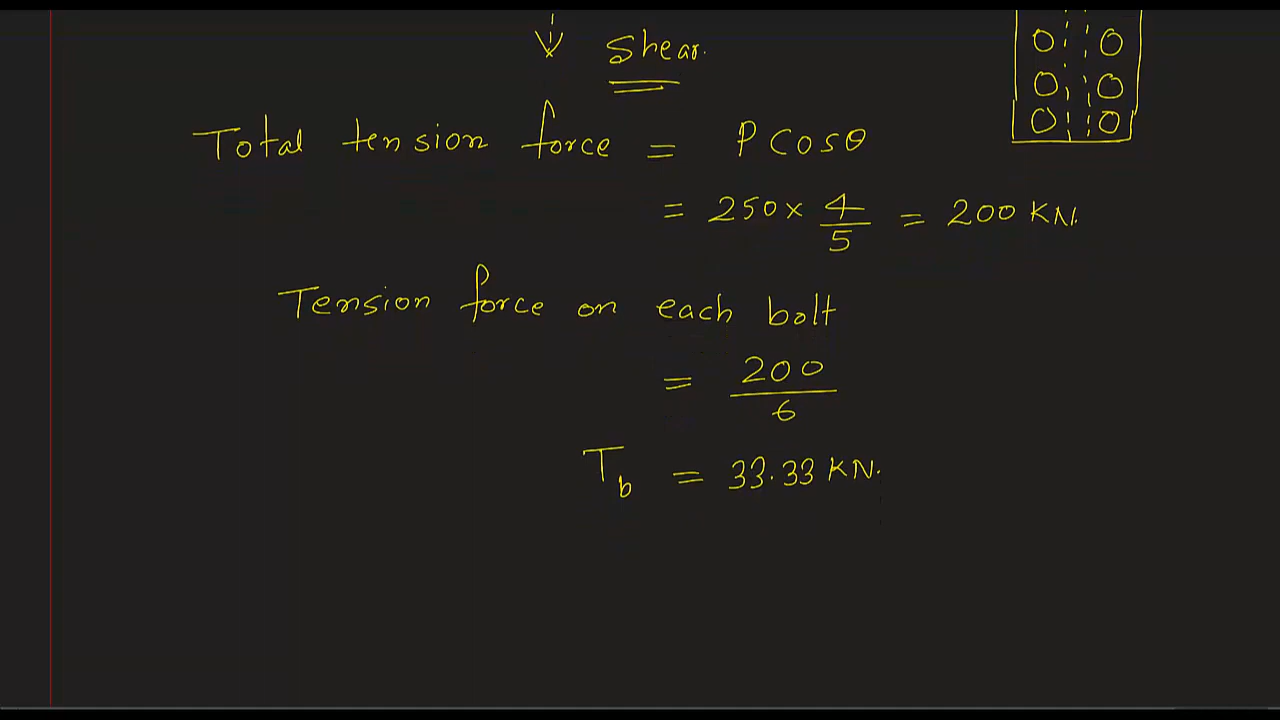 Shear.
Total tension force = P Cosθ
= 250 × 4/5 = 200 KN.
Tension force on each bolt
= 200/6
T_b = 33.33 KN.